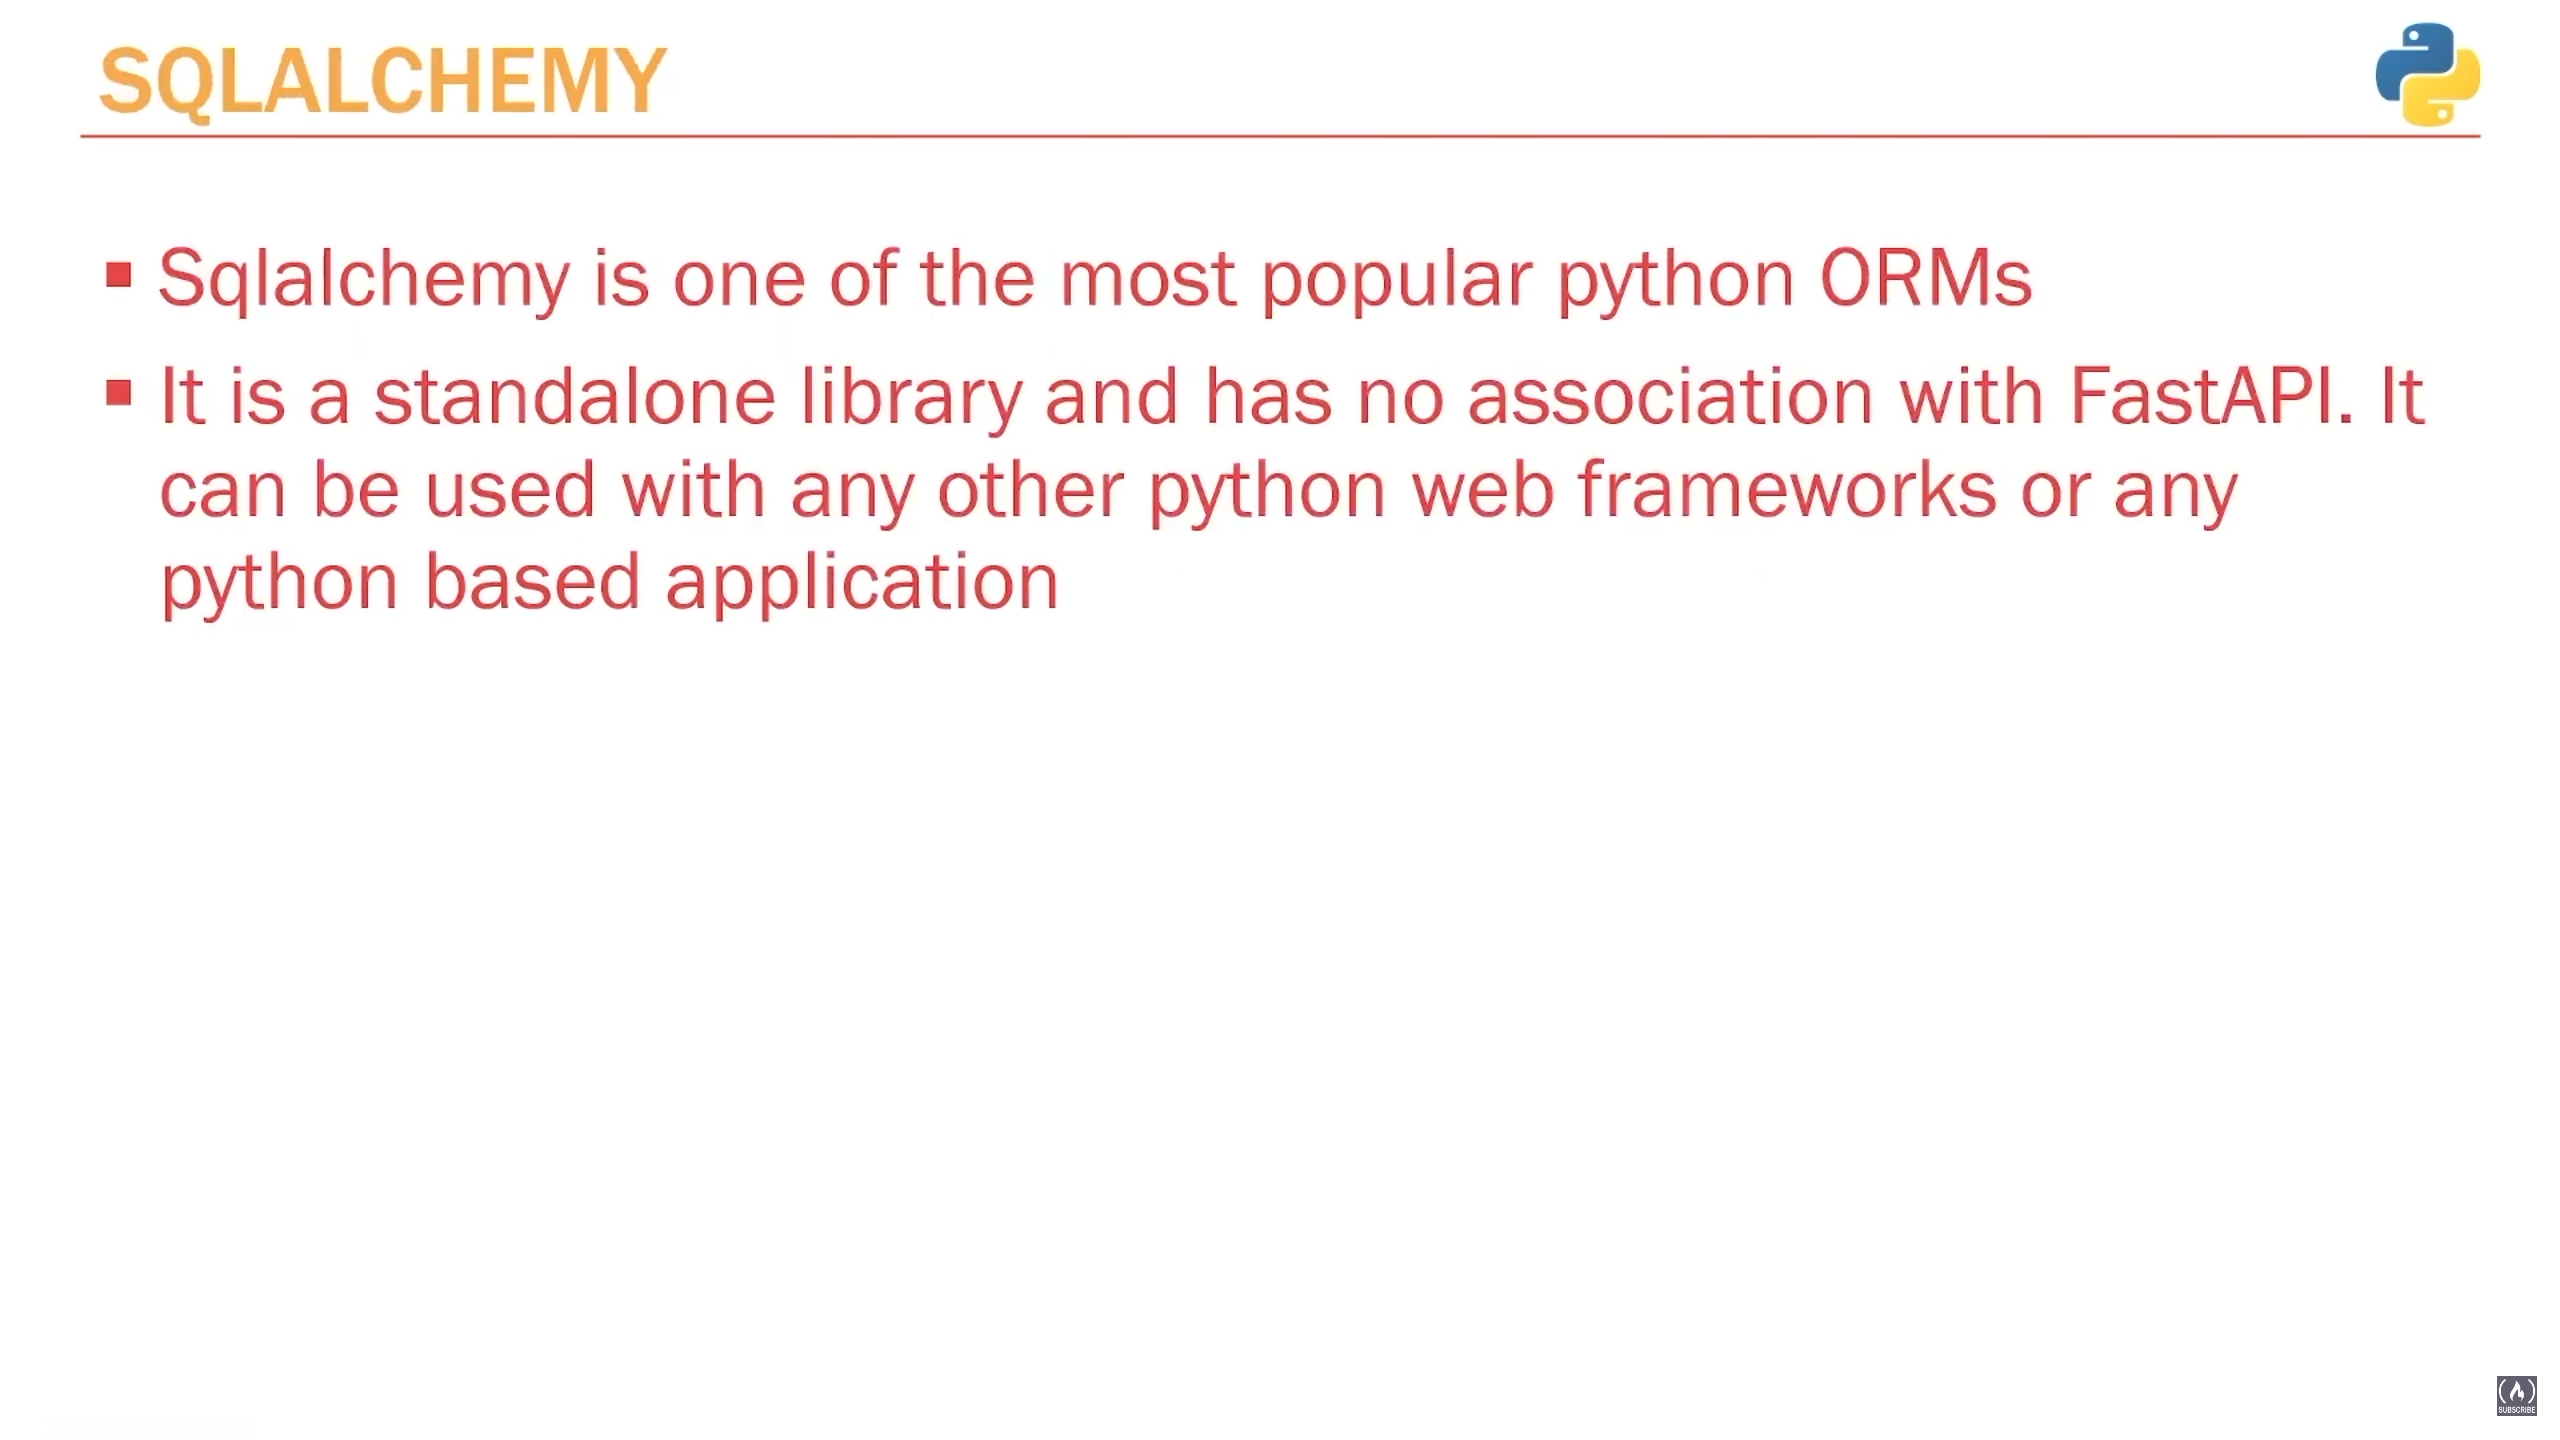 SQLALCHEMY
▪ Sqlalchemy is one of the most popular python ORMs
▪ It is a standalone library and has no association with FastAPI. It
can be used with any other python web frameworks or any
python based application
SUBSCRIBE